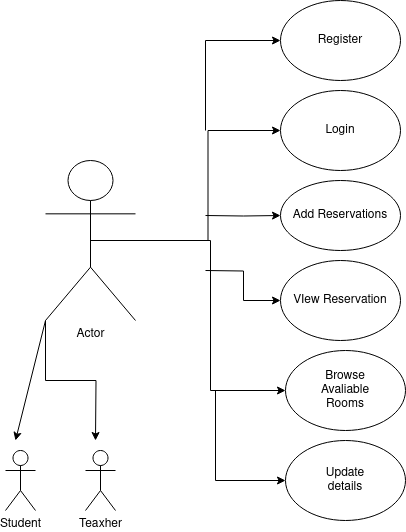 Register
Login
Add Reservations
VIew Reservation
Actor
Browse
Avaliable
Rooms
Update
details
Student
Teaxher